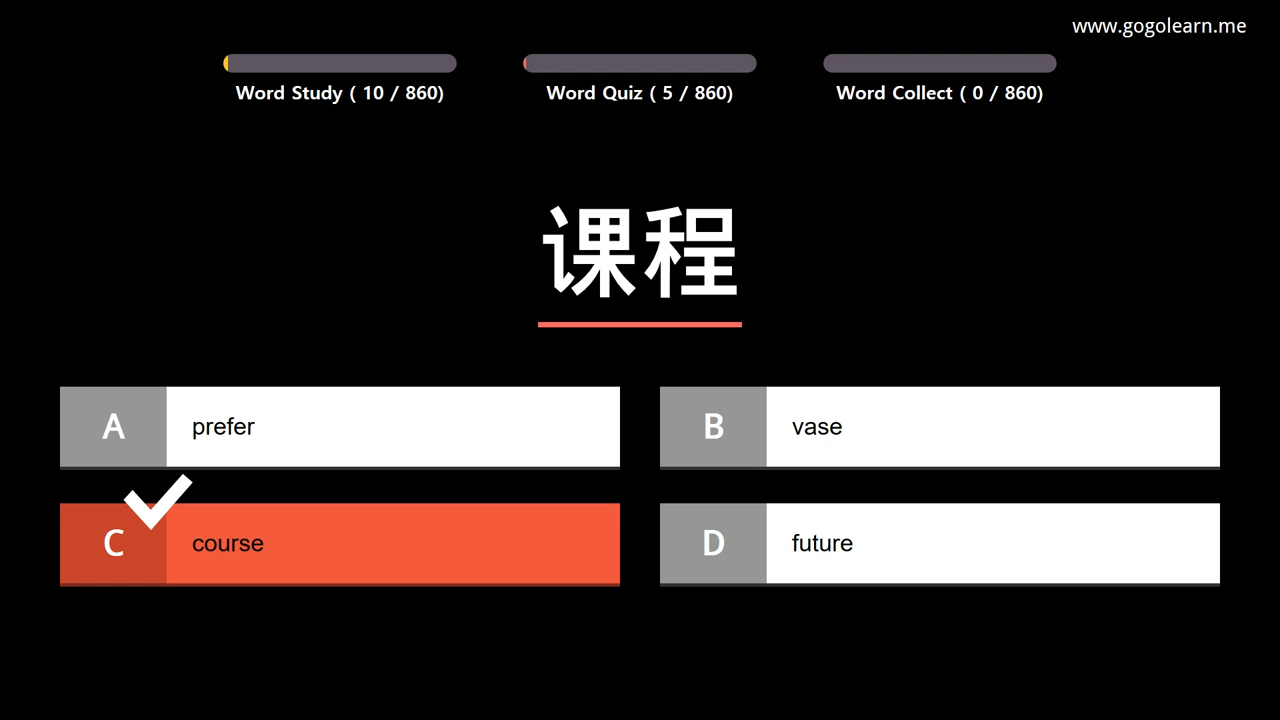 www.gogolearn.me
Word Study ( 10 / 860)
Word Quiz ( 5 / 860)
Word Collect ( 0 / 860)
课程
A prefer
B vase
C course
D future